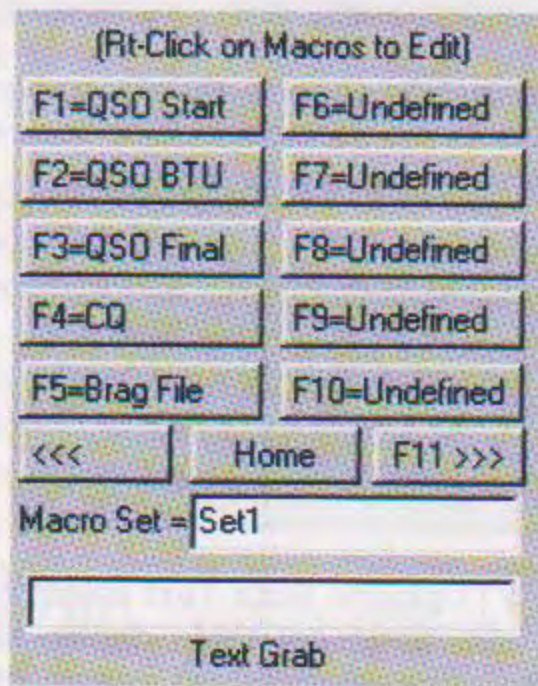 (Rt-Click on Macros to Edit)
F1=QSO Start F6=Undefined
F2=QSO BTU F7=Undefined
F3=QSO Final F8=Undefined
F4=CQ F9=Undefined
F5=Brag File F10=Undefined
<<< Home F11 >>>
Macro Set = Set1
Text Grab